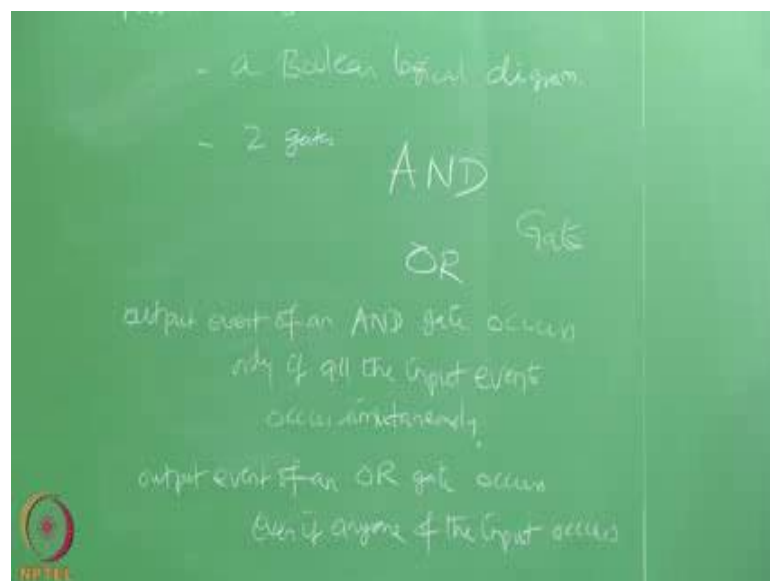 - a Boolean logical diagram
- 2 gates
AND
Gate
OR
output event of an AND gate occurs
only if all the input event
occur simultaneously.
output event of an OR gate occurs
even if anyone of the input occurs
NPTEL